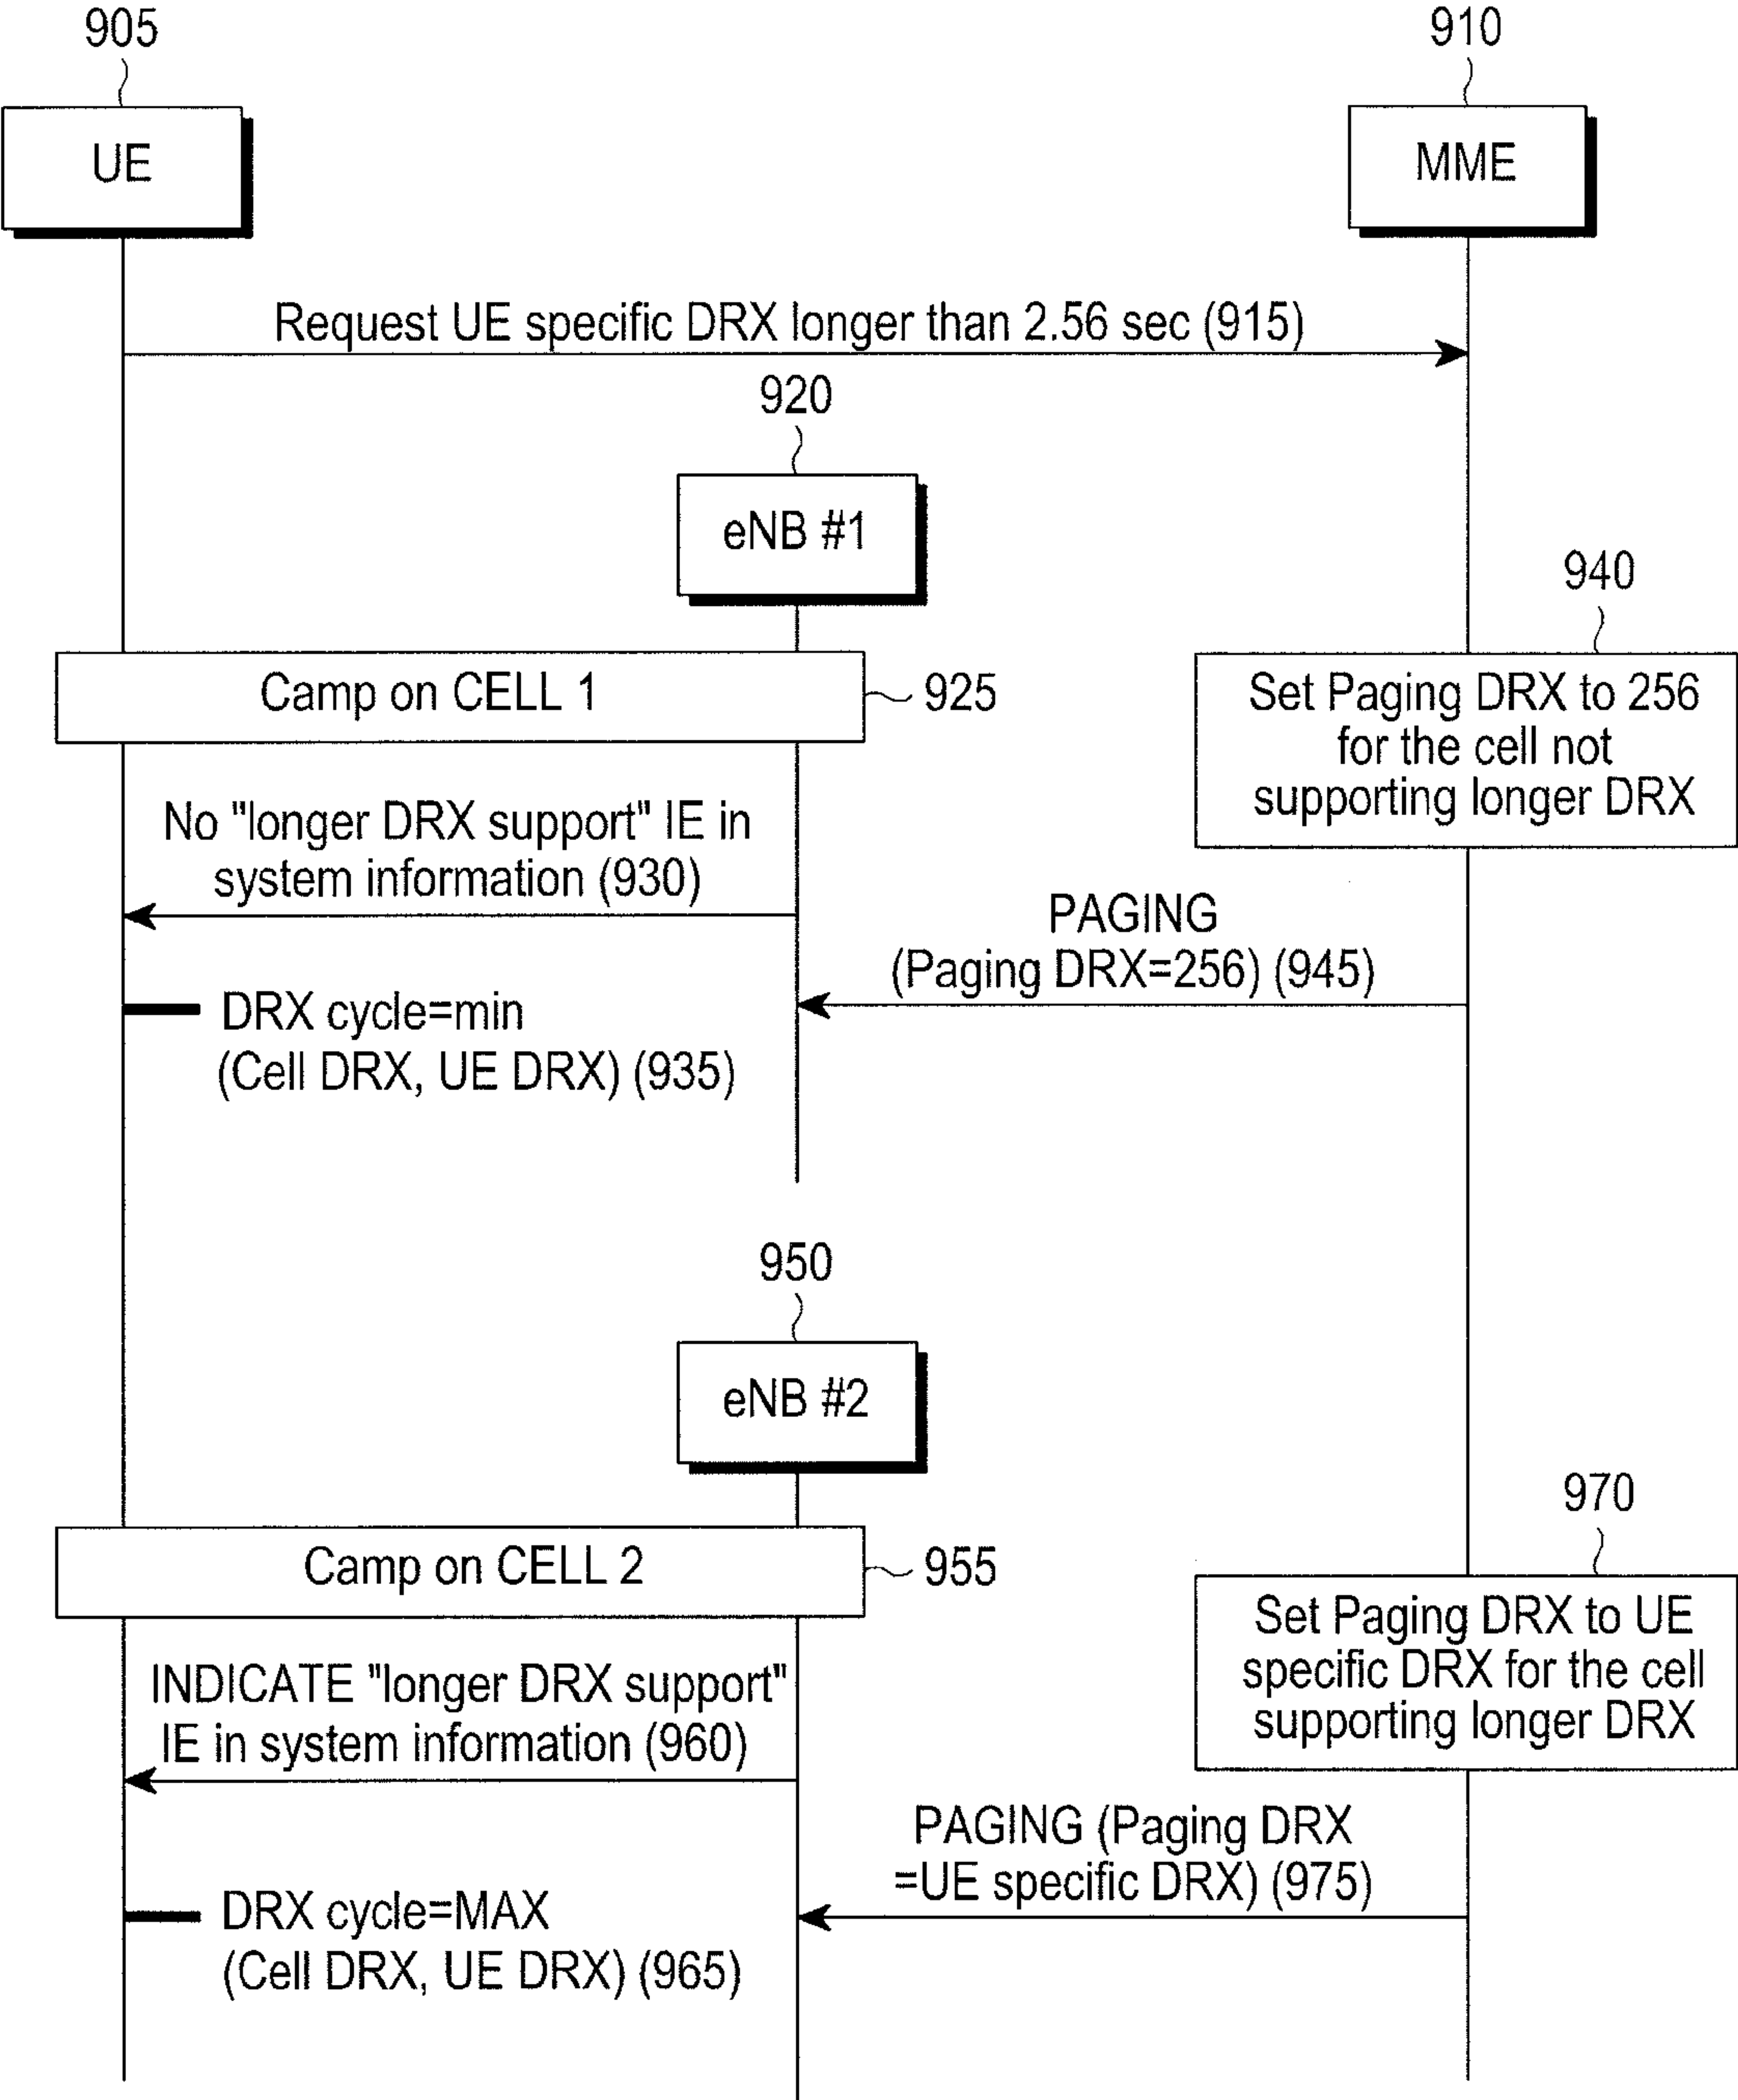 905
910
UE
MME
Request UE specific DRX longer than 2.56 sec (915)
920
eNB #1
940
Camp on CELL 1
925
Set Paging DRX to 256
for the cell not
supporting longer DRX
No "longer DRX support" IE in
system information (930)
PAGING
(Paging DRX=256) (945)
DRX cycle=min
(Cell DRX, UE DRX) (935)
950
eNB #2
970
Camp on CELL 2
955
Set Paging DRX to UE
specific DRX for the cell
supporting longer DRX
INDICATE "longer DRX support"
IE in system information (960)
PAGING (Paging DRX
=UE specific DRX) (975)
DRX cycle=MAX
(Cell DRX, UE DRX) (965)